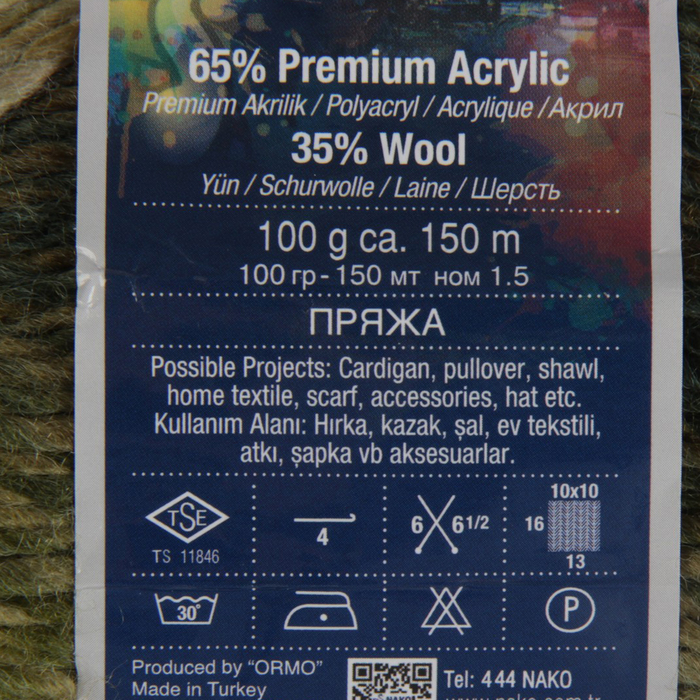 65% Premium Acrylic
Premium Akrilik / Polyacryl / Acrylique / Акрил
35% Wool
Yün / Schurwolle / Laine / Шерсть
100 g ca. 150 m
100 гр - 150 мт ном 1.5
ПРЯЖА
Possible Projects: Cardigan, pullover, shawl,
home textile, scarf, accessories, hat etc.
Kullanım Alanı: Hırka, kazak, şal, ev tekstili,
atkı, şapka vb aksesuarlar.
TSE
TS 11846
4
6 6 1/2
10x10
16
13
30°
P
Produced by “ORMO”
Made in Turkey
NAKO
Tel: 4 44 NAKO